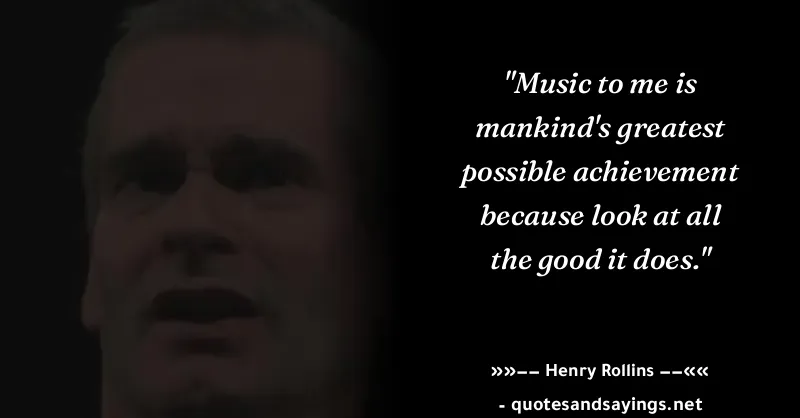 "Music to me is
mankind's greatest
possible achievement
because look at all
the good it does."
»»−− Henry Rollins −−««
- quotesandsayings.net